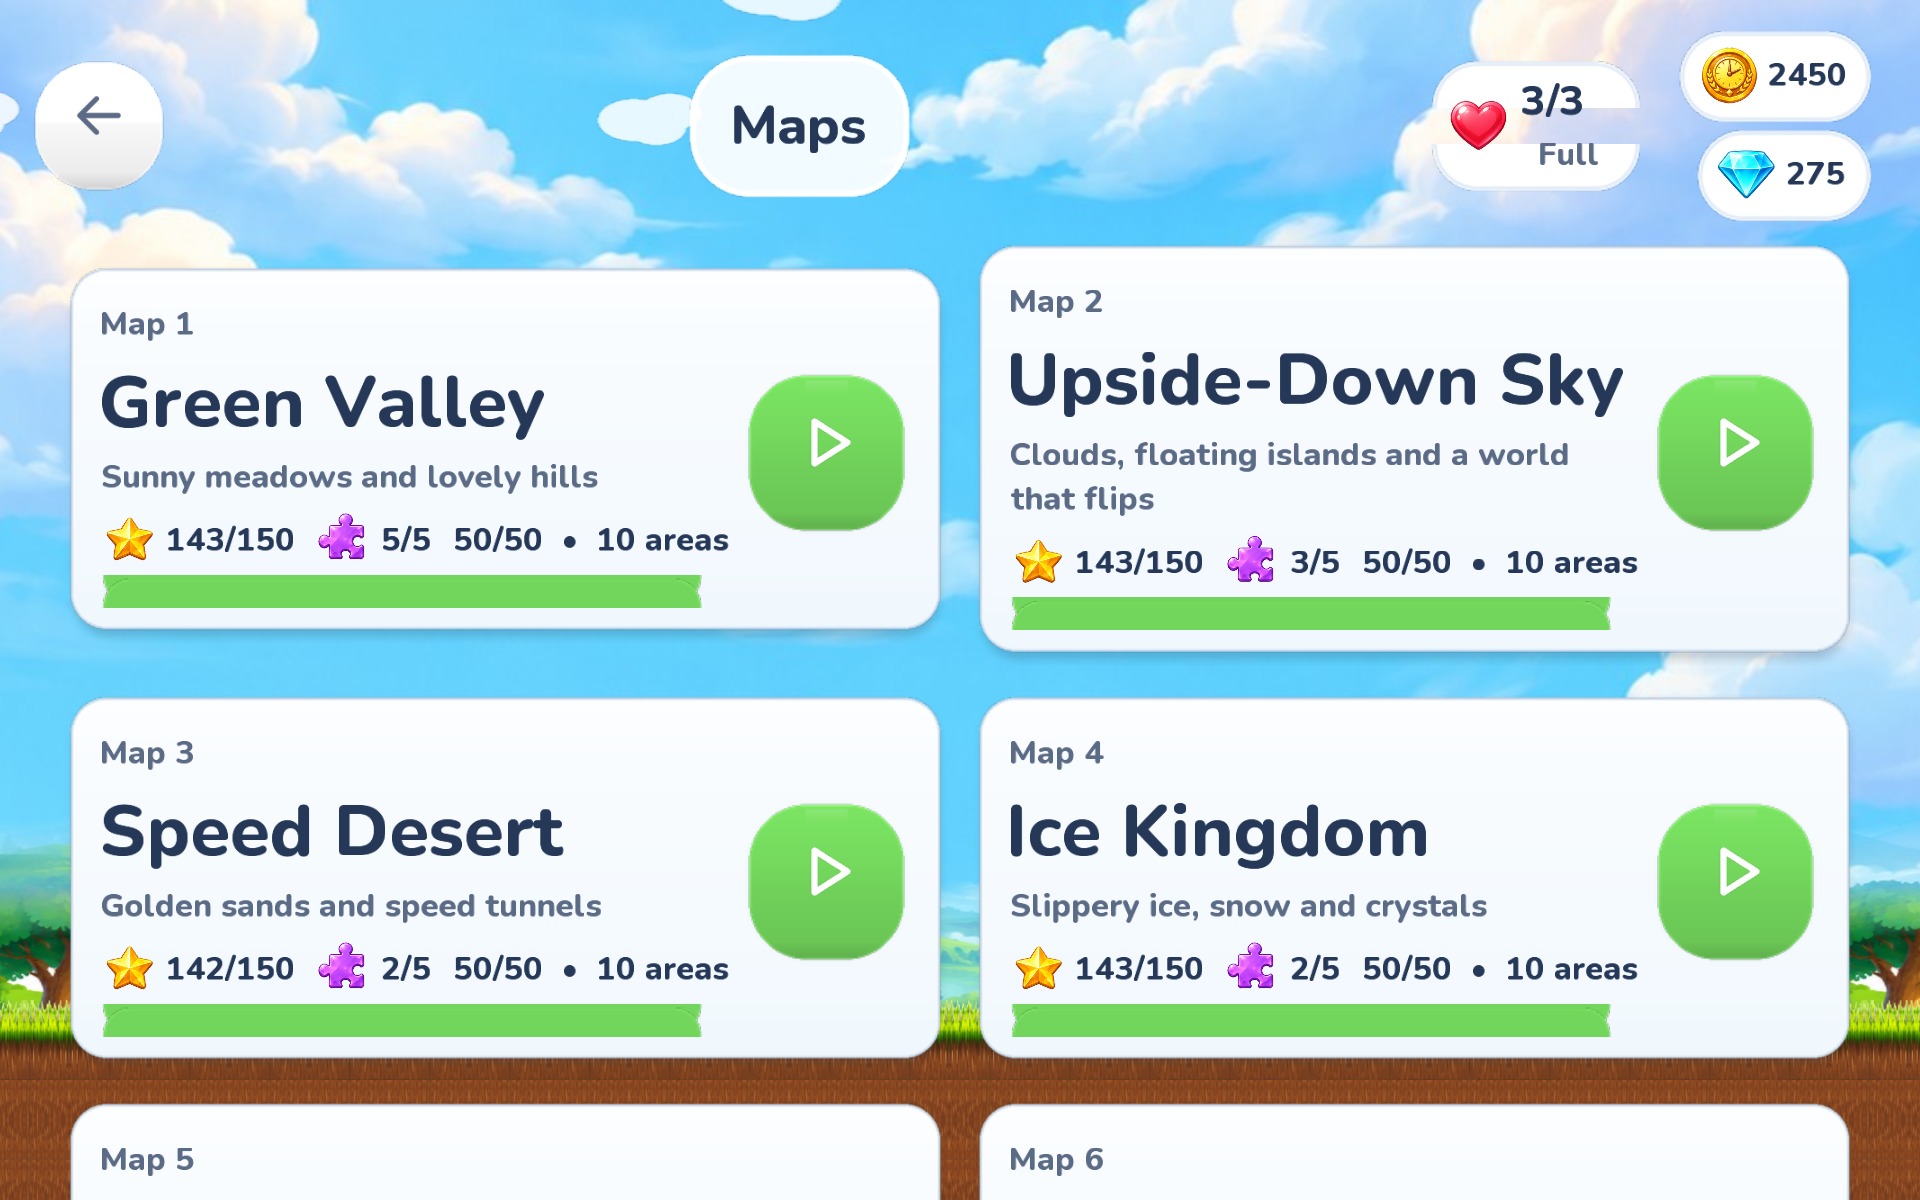 Maps
3/3
Full
2450
275
Map 1
Green Valley
Sunny meadows and lovely hills
143/150 5/5 50/50 • 10 areas
Map 2
Upside-Down Sky
Clouds, floating islands and a world
that flips
143/150 3/5 50/50 • 10 areas
Map 3
Speed Desert
Golden sands and speed tunnels
142/150 2/5 50/50 • 10 areas
Map 4
Ice Kingdom
Slippery ice, snow and crystals
143/150 2/5 50/50 • 10 areas
Map 5
Map 6